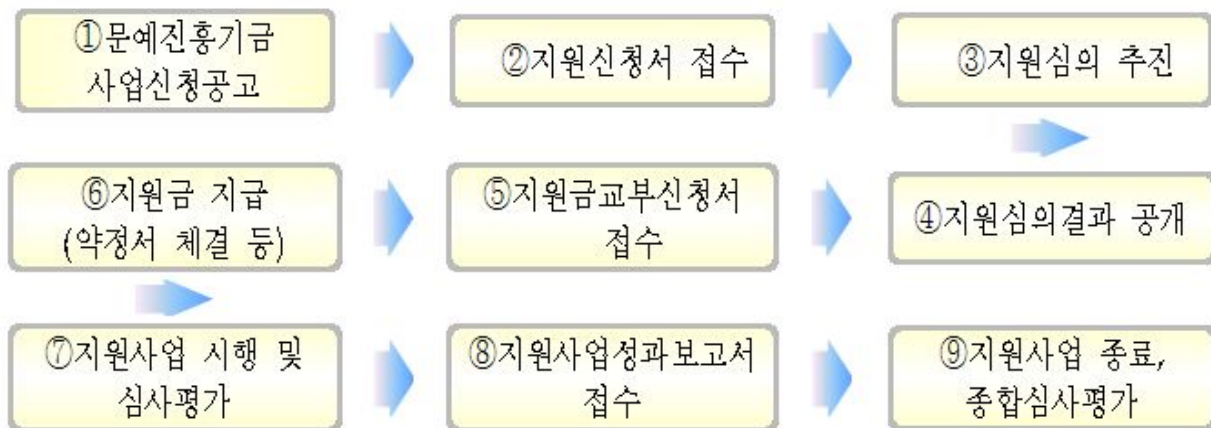 ①문예진흥기금
사업신청공고
②지원신청서 접수
③지원심의 추진
⑥지원금 지급
(약정서 체결 등)
⑤지원금교부신청서
접수
④지원심의결과 공개
⑦지원사업 시행 및
심사평가
⑧지원사업성과보고서
접수
⑨지원사업 종료,
종합심사평가